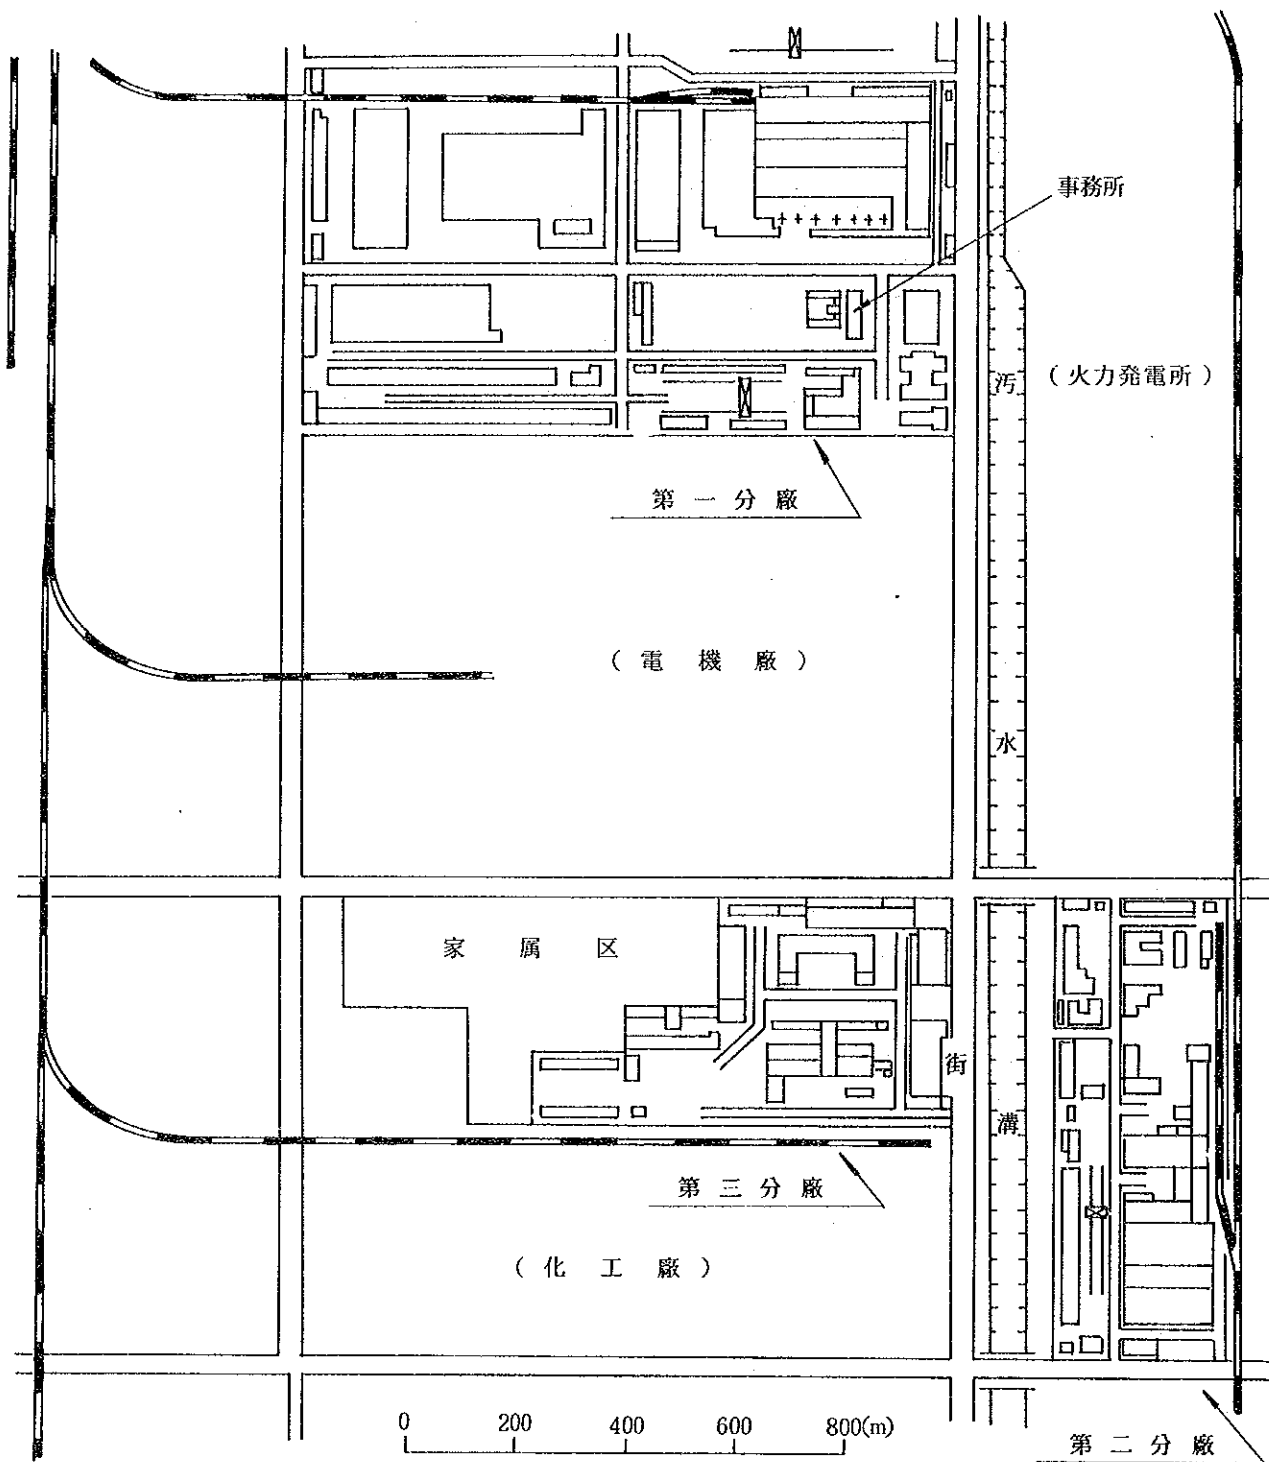 事務所
（火力発電所）
汚
第一分廠
（電機廠）
水
家属区
街
溝
第三分廠
（化工廠）
0 200 400 600 800(m)
第二分廠